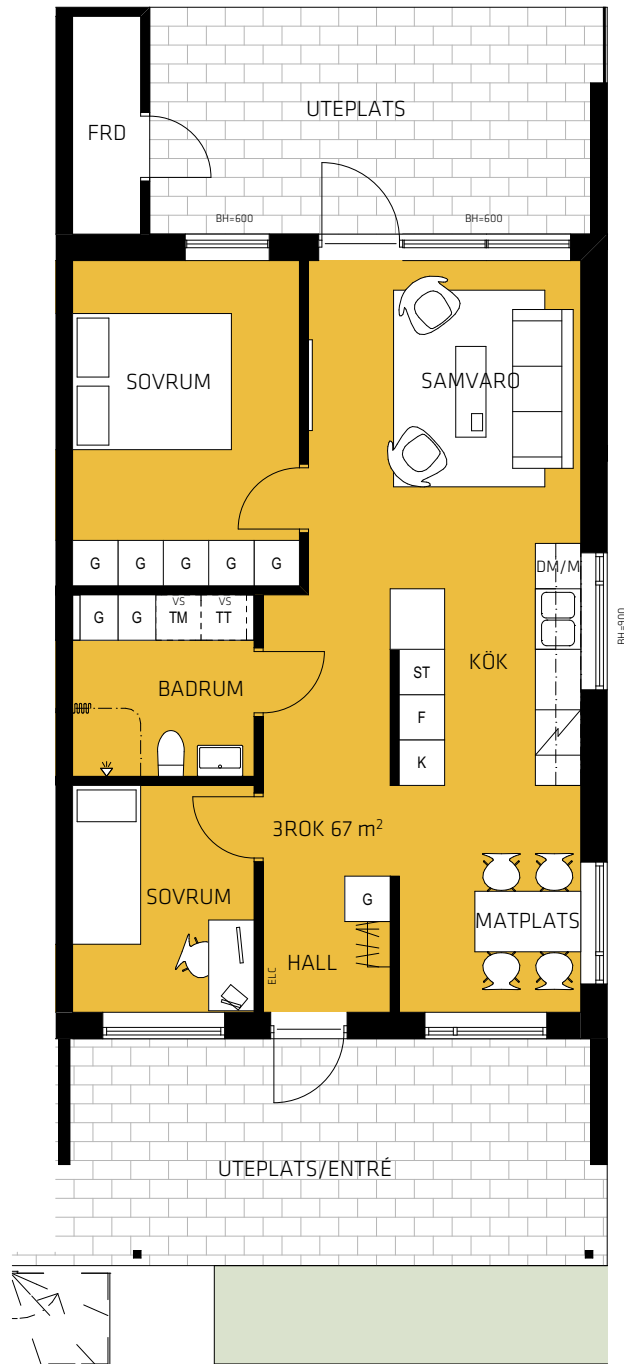 UTEPLATS
FRD
BH=600
BH=600
SOVRUM
SAMVARO
G
G
G
G
G
DM/M
G
G
VS
TM
VS
TT
BH=900
KÖK
ST
BADRUM
F
K
3ROK 67 m²
SOVRUM
G
MATPLATS
HALL
ELC
UTEPLATS/ENTRÉ